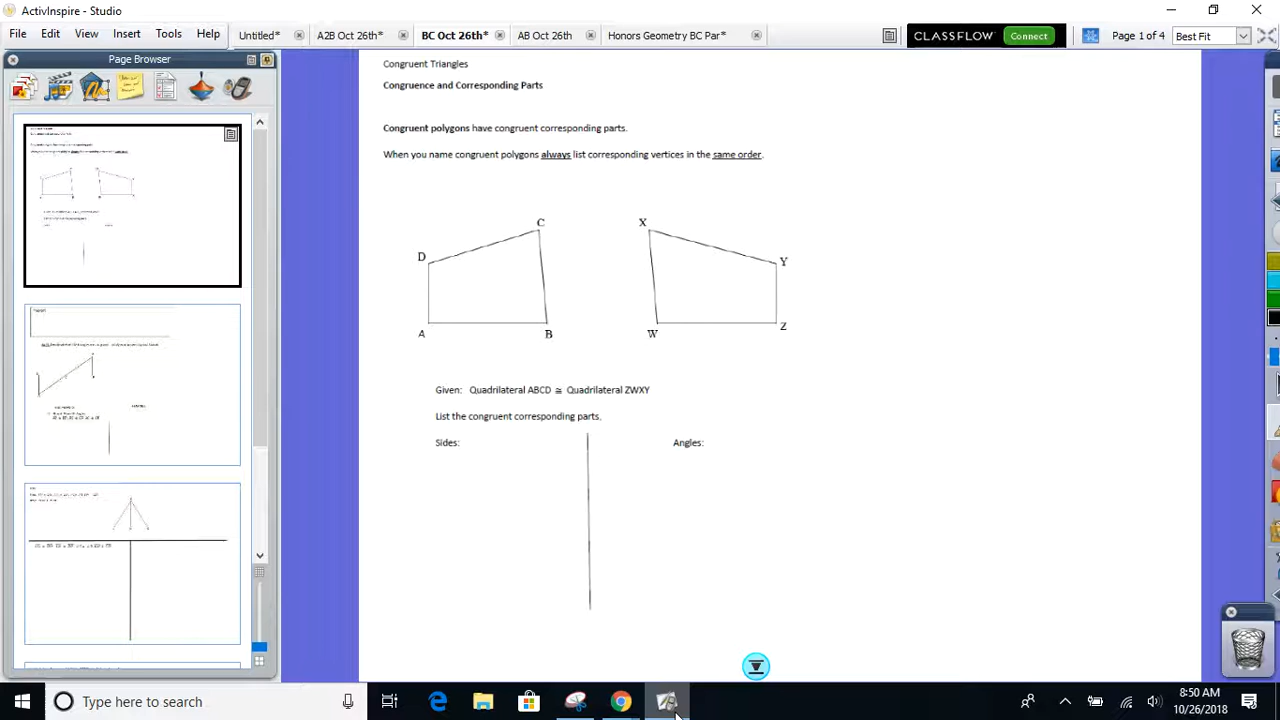 ActivInspire - Studio
File Edit View Insert Tools Help
Untitled* A2B Oct 26th* BC Oct 26th* AB Oct 26th Honors Geometry BC Par*
CLASSFLOW Connect
Page 1 of 4 Best Fit
Page Browser
Congruent Triangles
Congruence and Corresponding Parts
Congruent polygons have congruent corresponding parts.
When you name congruent polygons always list corresponding vertices in the same order.
C X
D Y
A B W Z
Given: Quadrilateral ABCD ≅ Quadrilateral ZWXY
List the congruent corresponding parts.
Sides: Angles:
Type here to search
8:50 AM
10/26/2018